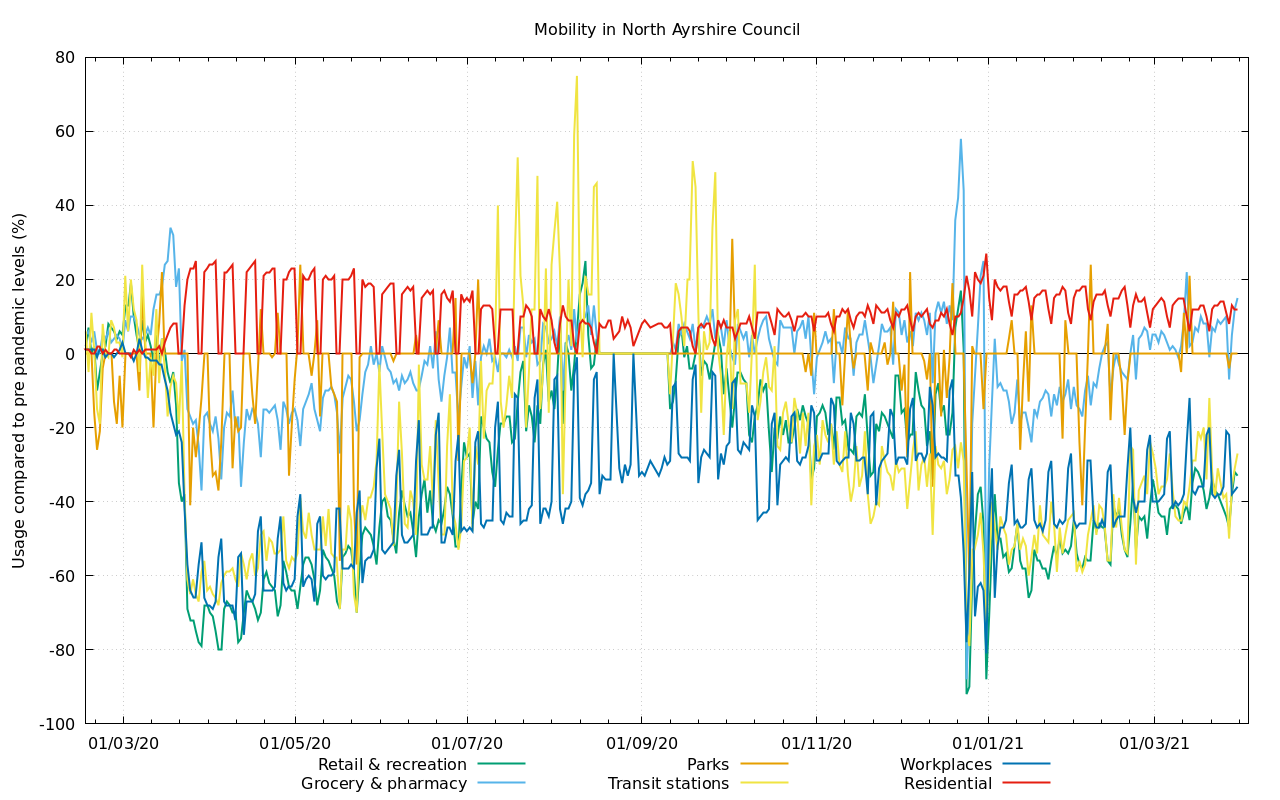 Mobility in North Ayrshire Council
Usage compared to pre pandemic levels (%)
80
60
40
20
0
-20
-40
-60
-80
-100
01/03/20 01/05/20 01/07/20 01/09/20 01/11/20 01/01/21 01/03/21
Retail & recreation Parks Workplaces
Grocery & pharmacy Transit stations Residential